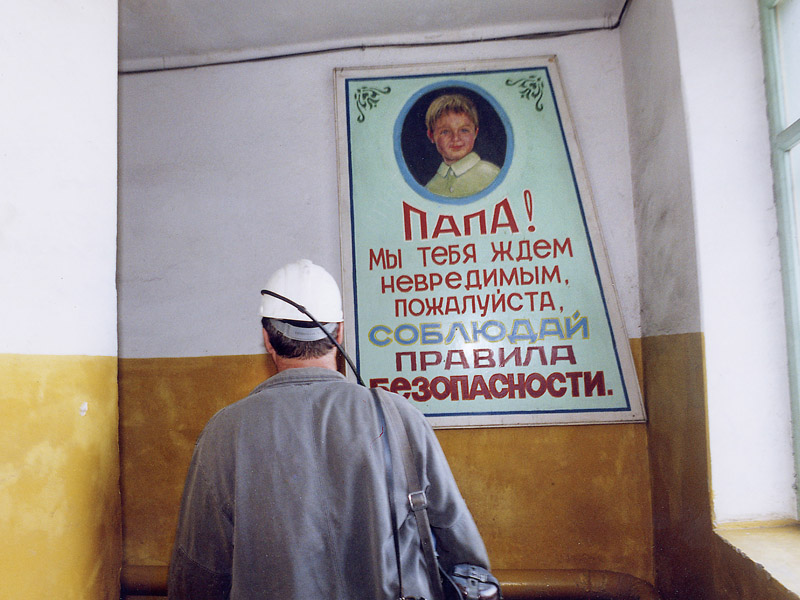 ПАПА!
МЫ ТЕБЯ ЖДЕМ
НЕВРЕДИМЫМ,
ПОЖАЛУЙСТА,
СОБЛЮДАЙ
ПРАВИЛА
БЕЗОПАСНОСТИ.